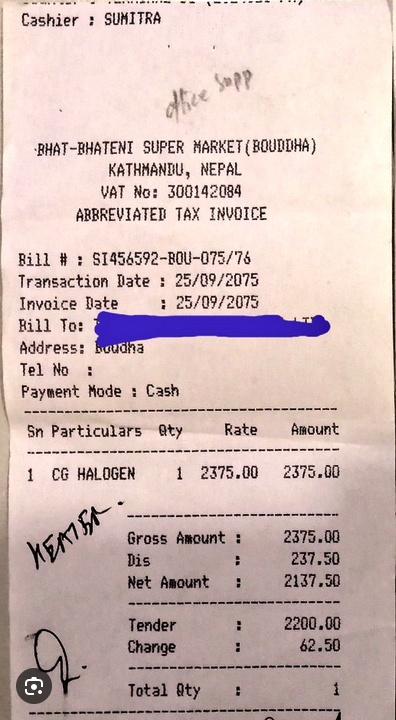 Cashier : SUMITRA
office supp
BHAT-BHATENI SUPER MARKET(BOUDDHA)
KATHMANDU, NEPAL
VAT No: 300142084
ABBREVIATED TAX INVOICE
Bill # : SI456592-BOU-075/76
Transaction Date : 25/09/2075
Invoice Date : 25/09/2075
Bill To:
Address: Boudha
Tel No :
Payment Mode : Cash
Sn Particulars Qty Rate Amount
1 CG HALOGEN 1 2375.00 2375.00
HEATER.
Gross Amount : 2375.00
Dis : 237.50
Net Amount : 2137.50
Tender : 2200.00
Change : 62.50
Total Qty : 1